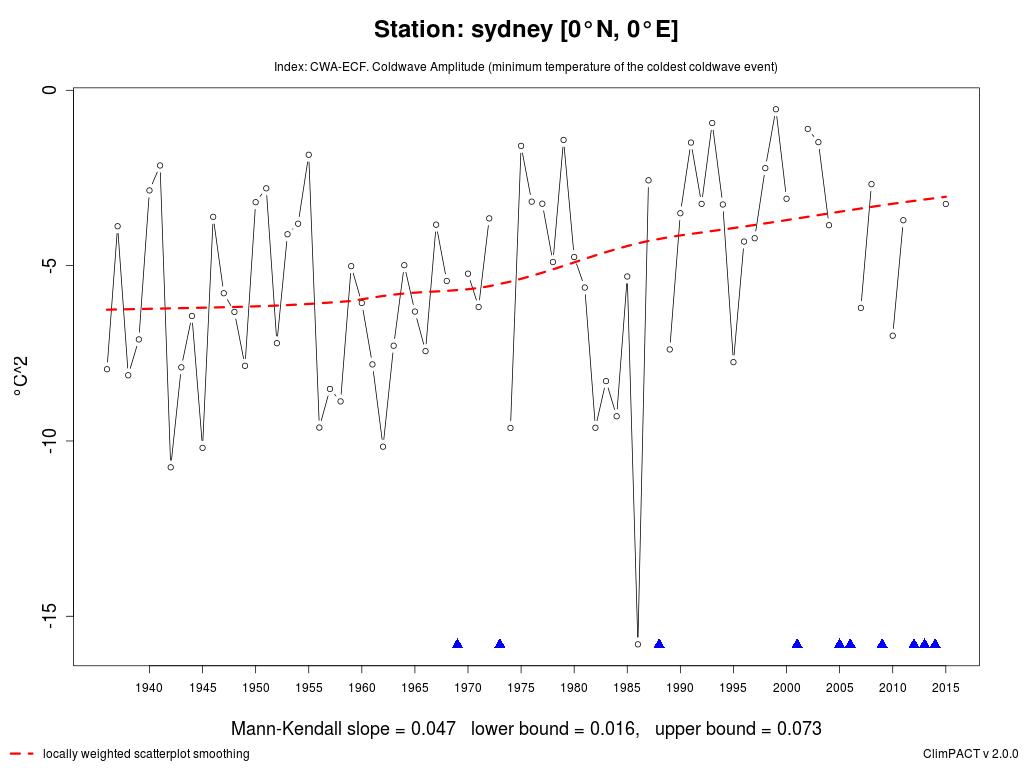 Station: sydney [0°N, 0°E]
Index: CWA-ECF. Coldwave Amplitude (minimum temperature of the coldest coldwave event)
0
-5
-10
-15
°C^2
1940 1945 1950 1955 1960 1965 1970 1975 1980 1985 1990 1995 2000 2005 2010 2015
Mann-Kendall slope = 0.047 lower bound = 0.016, upper bound = 0.073
locally weighted scatterplot smoothing
ClimPACT v 2.0.0